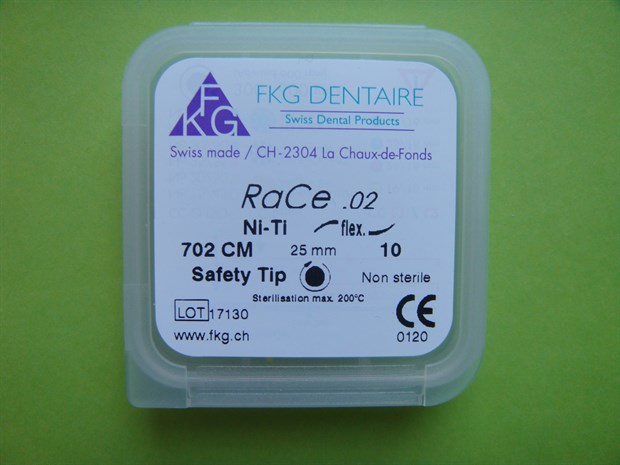 FKG
FKG DENTAIRE
Swiss Dental Products
Swiss made / CH-2304 La Chaux-de-Fonds
RaCe .02
Ni-Ti flex.
702 CM 25 mm 10
Safety Tip Non sterile
Sterilisation max. 200°C
LOT 17130
www.fkg.ch
CE
0120